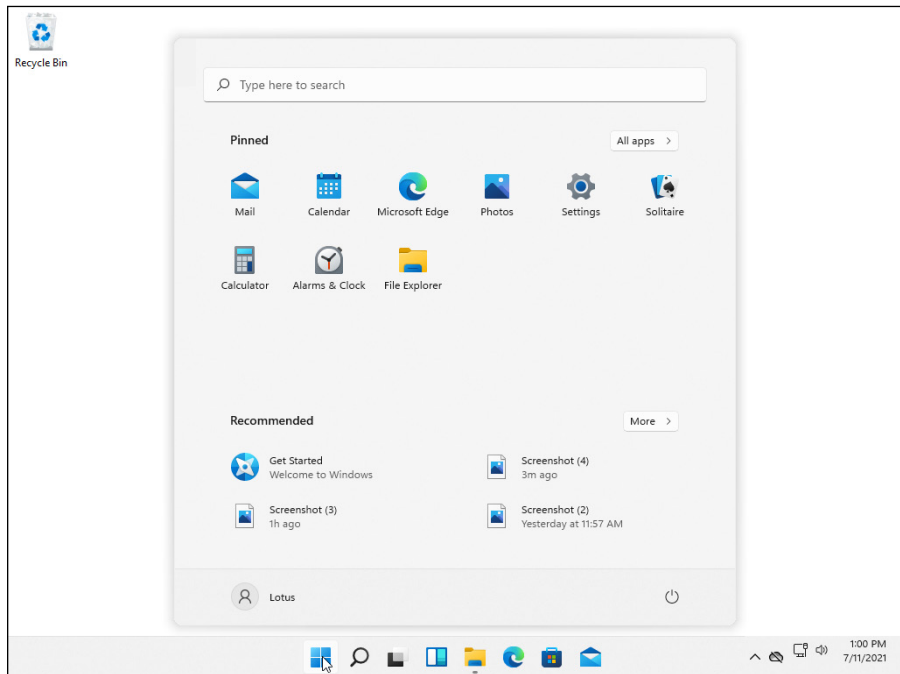 Recycle Bin
Type here to search
Pinned
All apps
Mail
Calendar
Microsoft Edge
Photos
Settings
Solitaire
Calculator
Alarms & Clock
File Explorer
Recommended
More
Get Started
Welcome to Windows
Screenshot (4)
3m ago
Screenshot (3)
1h ago
Screenshot (2)
Yesterday at 11:57 AM
Lotus
1:00 PM
7/11/2021